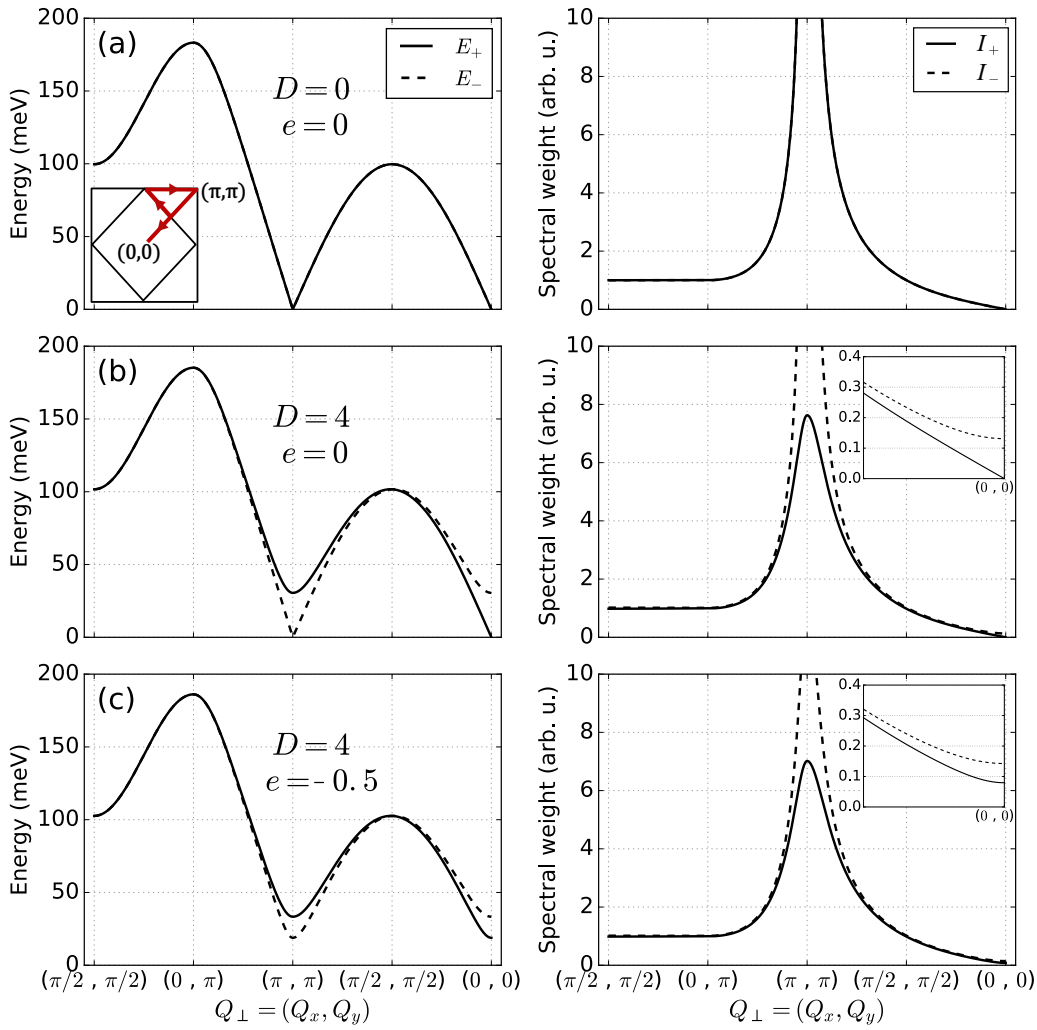 (a)
Energy (meV)
200
150
100
50
0
E₊
E₋
D=0
e=0
(π,π)
(0,0)
Spectral weight (arb. u.)
10
8
6
4
2
0
I₊
I₋
(b)
Energy (meV)
200
150
100
50
0
D=4
e=0
Spectral weight (arb. u.)
10
8
6
4
2
0
0.4
0.3
0.2
0.1
0.0
(0 , 0)
(c)
Energy (meV)
200
150
100
50
0
D=4
e=-0.5
(π/2 , π/2) (0 , π) (π , π) (π/2 , π/2) (0 , 0)
Q⊥=(Qx, Qy)
Spectral weight (arb. u.)
10
8
6
4
2
0
0.4
0.3
0.2
0.1
0.0
(0 , 0)
(π/2 , π/2) (0 , π) (π , π) (π/2 , π/2) (0 , 0)
Q⊥=(Qx, Qy)